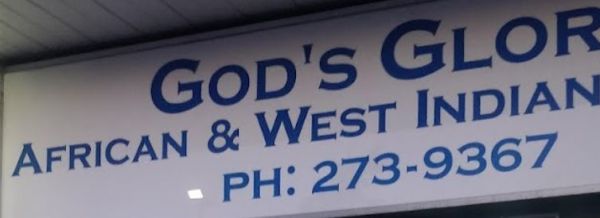 GOD'S GLOR
AFRICAN & WEST INDIAN
PH: 273-9367